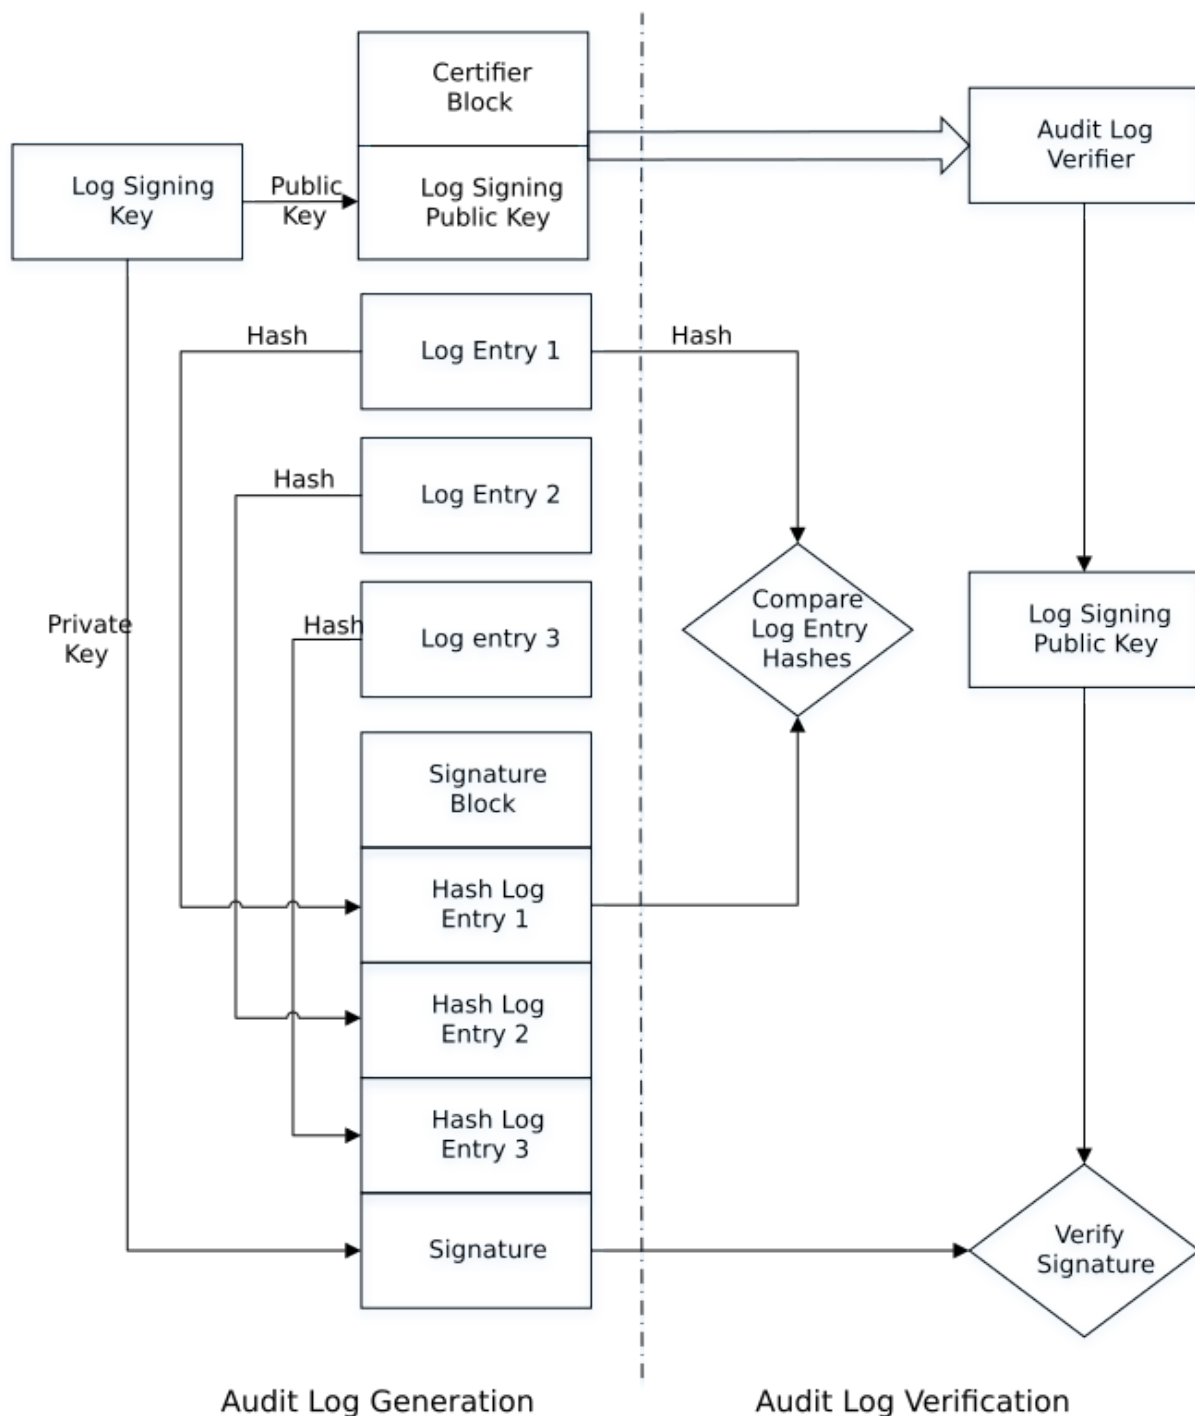 Certifier
Block
Audit Log
Verifier
Log Signing
Key
Public
Key
Log Signing
Public Key
Hash
Log Entry 1
Hash
Hash
Log Entry 2
Compare
Log Entry
Hashes
Private
Key
Hash
Log entry 3
Log Signing
Public Key
Signature
Block
Hash Log
Entry 1
Hash Log
Entry 2
Hash Log
Entry 3
Signature
Verify
Signature
Audit Log Generation
Audit Log Verification